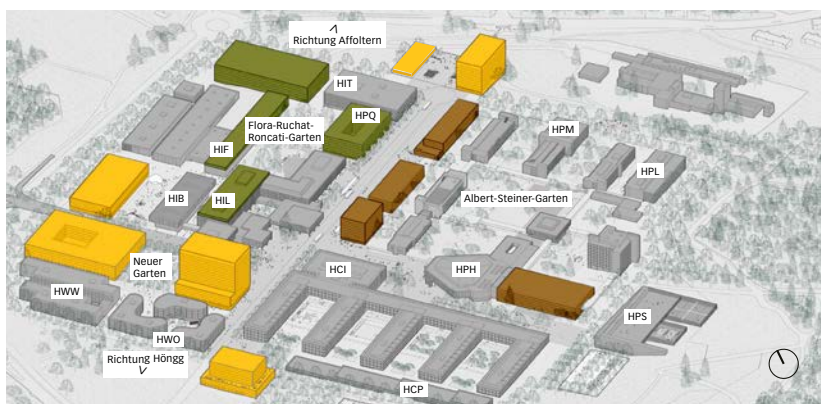 Richtung Affoltern
HIT
HPQ
Flora-Ruchat-
Roncati-Garten
HPM
HIF
HPL
HIB
HIL
Albert-Steiner-Garten
Neuer
Garten
HCI
HPH
HWW
HPS
HWO
Richtung Höngg
HCP